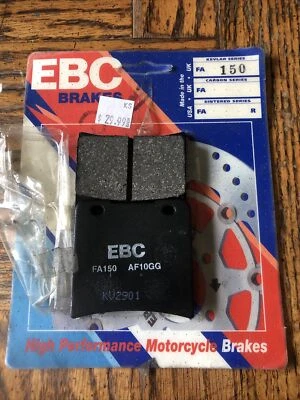 EBC
BRAKES
KS
$ 29.99
Made in the
USA · UK · UK
KEVLAR SERIES
FA 150
CARBON SERIES
FA
SINTERED SERIES
FA R
EBC
FA150 AF10GG
KV2901
High Performance Motorcycle Brakes